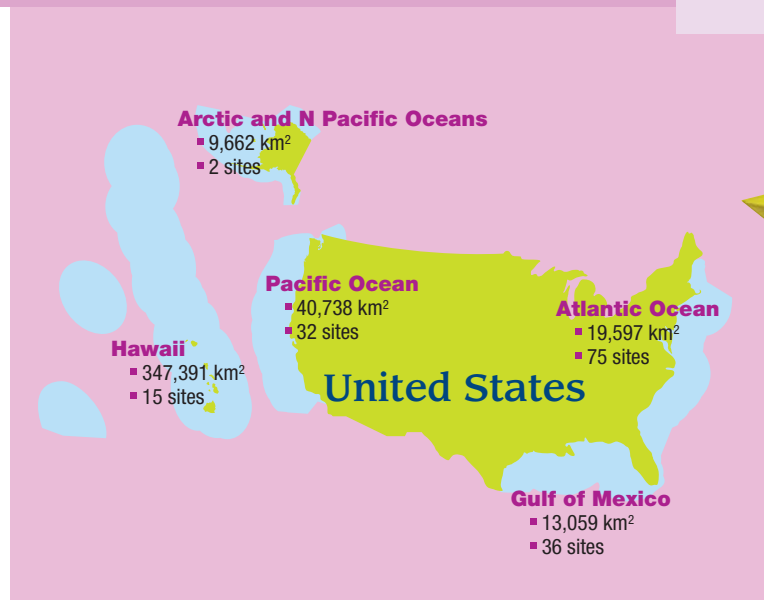 Arctic and N Pacific Oceans
▪ 9,662 km²
▪ 2 sites
Pacific Ocean
▪ 40,738 km²
▪ 32 sites
Atlantic Ocean
▪ 19,597 km²
▪ 75 sites
Hawaii
▪ 347,391 km²
▪ 15 sites
United States
Gulf of Mexico
▪ 13,059 km²
▪ 36 sites